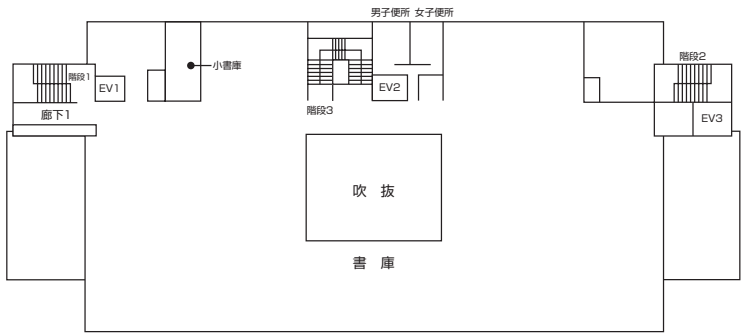 男子便所 女子便所
階段1
EV1
小書庫
階段3
EV2
階段2
EV3
廊下1
吹 抜
書 庫